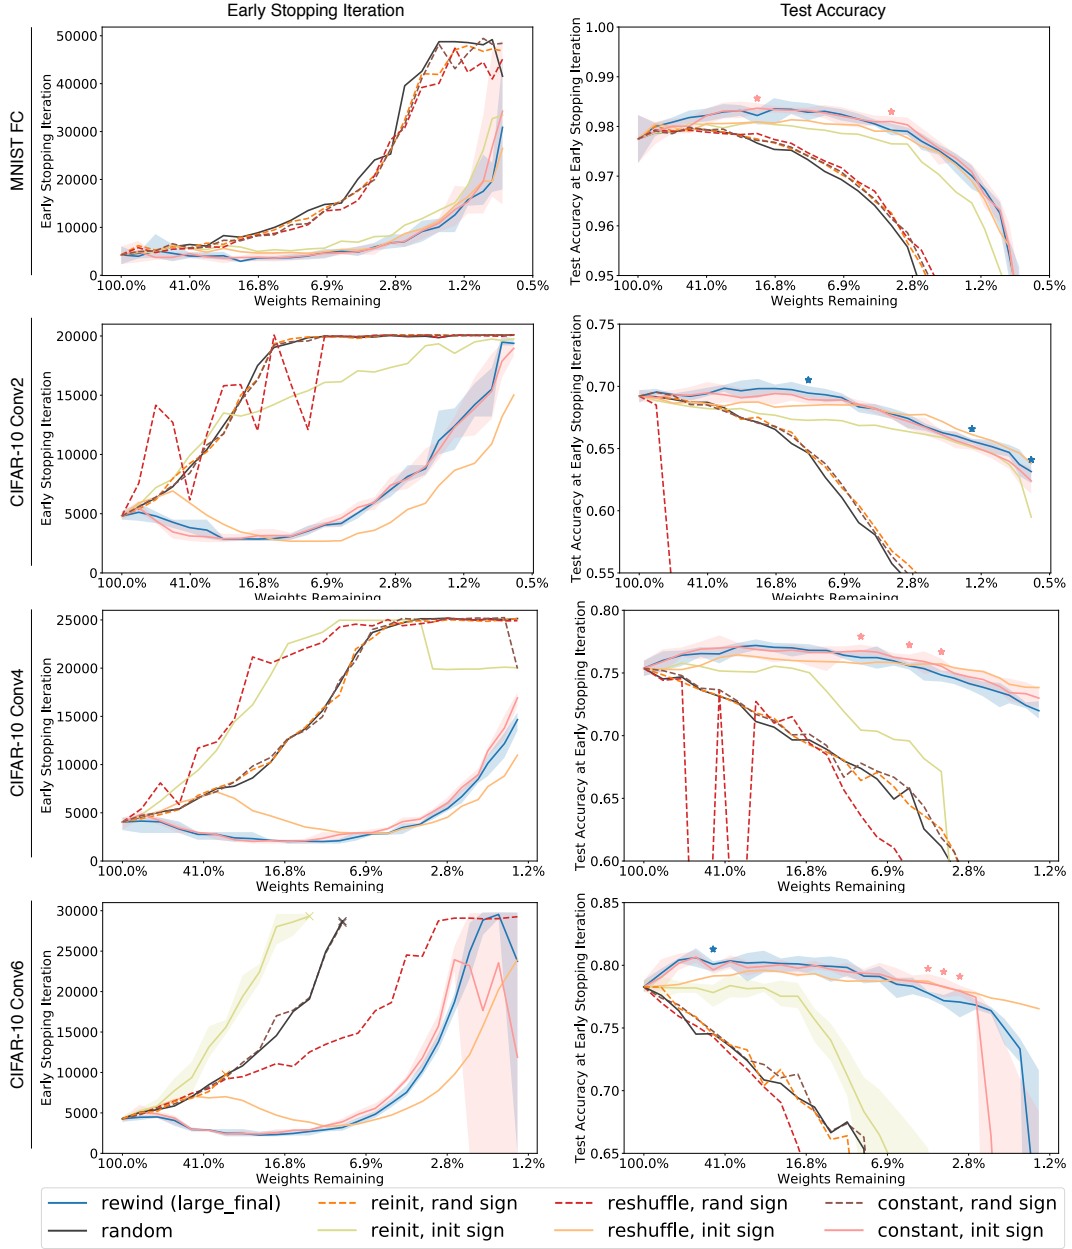 Early Stopping Iteration
Test Accuracy
MNIST FC
Early Stopping Iteration
50000
40000
30000
20000
10000
0
100.0% 41.0% 16.8% 6.9% 2.8% 1.2% 0.5%
Weights Remaining
Test Accuracy at Early Stopping Iteration
1.00
0.99
0.98
0.97
0.96
0.95
100.0% 41.0% 16.8% 6.9% 2.8% 1.2% 0.5%
Weights Remaining
CIFAR-10 Conv2
Early Stopping Iteration
20000
15000
10000
5000
0
100.0% 41.0% 16.8% 6.9% 2.8% 1.2% 0.5%
Weights Remaining
Test Accuracy at Early Stopping Iteration
0.75
0.70
0.65
0.60
0.55
100.0% 41.0% 16.8% 6.9% 2.8% 1.2% 0.5%
Weights Remaining
CIFAR-10 Conv4
Early Stopping Iteration
25000
20000
15000
10000
5000
0
100.0% 41.0% 16.8% 6.9% 2.8% 1.2%
Weights Remaining
Test Accuracy at Early Stopping Iteration
0.80
0.75
0.70
0.65
0.60
100.0% 41.0% 16.8% 6.9% 2.8% 1.2%
Weights Remaining
CIFAR-10 Conv6
Early Stopping Iteration
30000
25000
20000
15000
10000
5000
0
100.0% 41.0% 16.8% 6.9% 2.8% 1.2%
Weights Remaining
Test Accuracy at Early Stopping Iteration
0.85
0.80
0.75
0.70
0.65
100.0% 41.0% 16.8% 6.9% 2.8% 1.2%
Weights Remaining
rewind (large_final) reinit, rand sign reshuffle, rand sign constant, rand sign
random reinit, init sign reshuffle, init sign constant, init sign